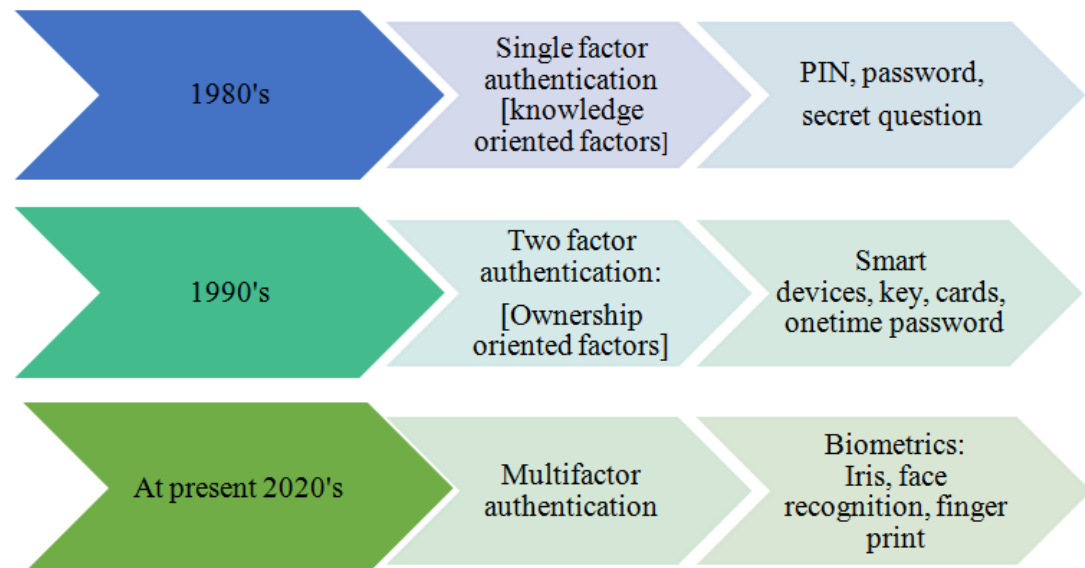 1980's
Single factor
authentication
[knowledge
oriented factors]
PIN, password,
secret question
1990's
Two factor
authentication:
[Ownership
oriented factors]
Smart
devices, key, cards,
onetime password
At present 2020's
Multifactor
authentication
Biometrics:
Iris, face
recognition, finger
print